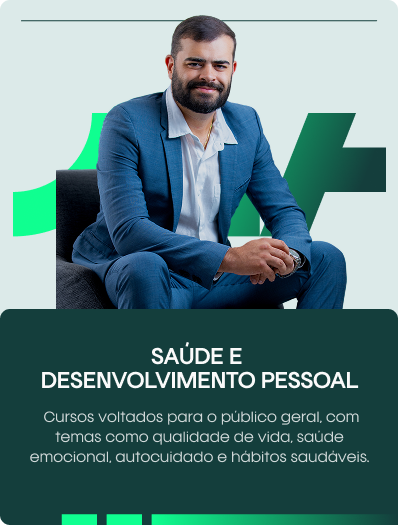 SAÚDE E
DESENVOLVIMENTO PESSOAL
Cursos voltados para o público geral, com
temas como qualidade de vida, saúde
emocional, autocuidado e hábitos saudáveis.